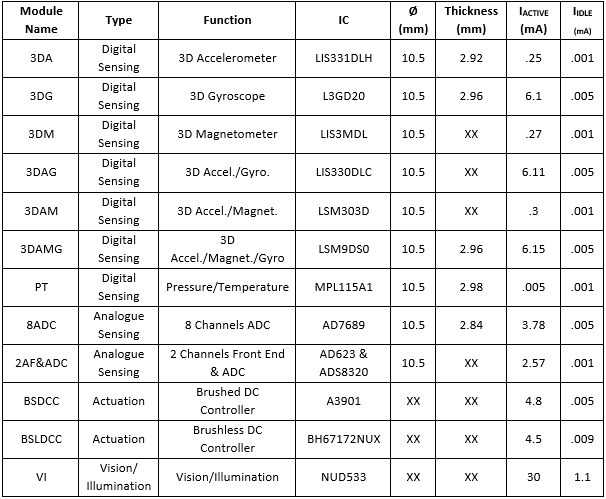 Module Name | Type | Function | IC | Ø (mm) | Thickness (mm) | IACTIVE (mA) | IIDLE (mA)
3DA | Digital Sensing | 3D Accelerometer | LIS331DLH | 10.5 | 2.92 | .25 | .001
3DG | Digital Sensing | 3D Gyroscope | L3GD20 | 10.5 | 2.96 | 6.1 | .005
3DM | Digital Sensing | 3D Magnetometer | LIS3MDL | 10.5 | XX | .27 | .001
3DAG | Digital Sensing | 3D Accel./Gyro. | LIS330DLC | 10.5 | XX | 6.11 | .005
3DAM | Digital Sensing | 3D Accel./Magnet. | LSM303D | 10.5 | XX | .3 | .001
3DAMG | Digital Sensing | 3D Accel./Magnet./Gyro | LSM9DS0 | 10.5 | 2.96 | 6.15 | .005
PT | Digital Sensing | Pressure/Temperature | MPL115A1 | 10.5 | 2.98 | .005 | .001
8ADC | Analogue Sensing | 8 Channels ADC | AD7689 | 10.5 | 2.84 | 3.78 | .005
2AF&ADC | Analogue Sensing | 2 Channels Front End & ADC | AD623 & ADS8320 | 10.5 | XX | 2.57 | .001
BSDCC | Actuation | Brushed DC Controller | A3901 | XX | XX | 4.8 | .005
BSLDCC | Actuation | Brushless DC Controller | BH67172NUX | XX | XX | 4.5 | .009
VI | Vision/ Illumination | Vision/Illumination | NUD533 | XX | XX | 30 | 1.1